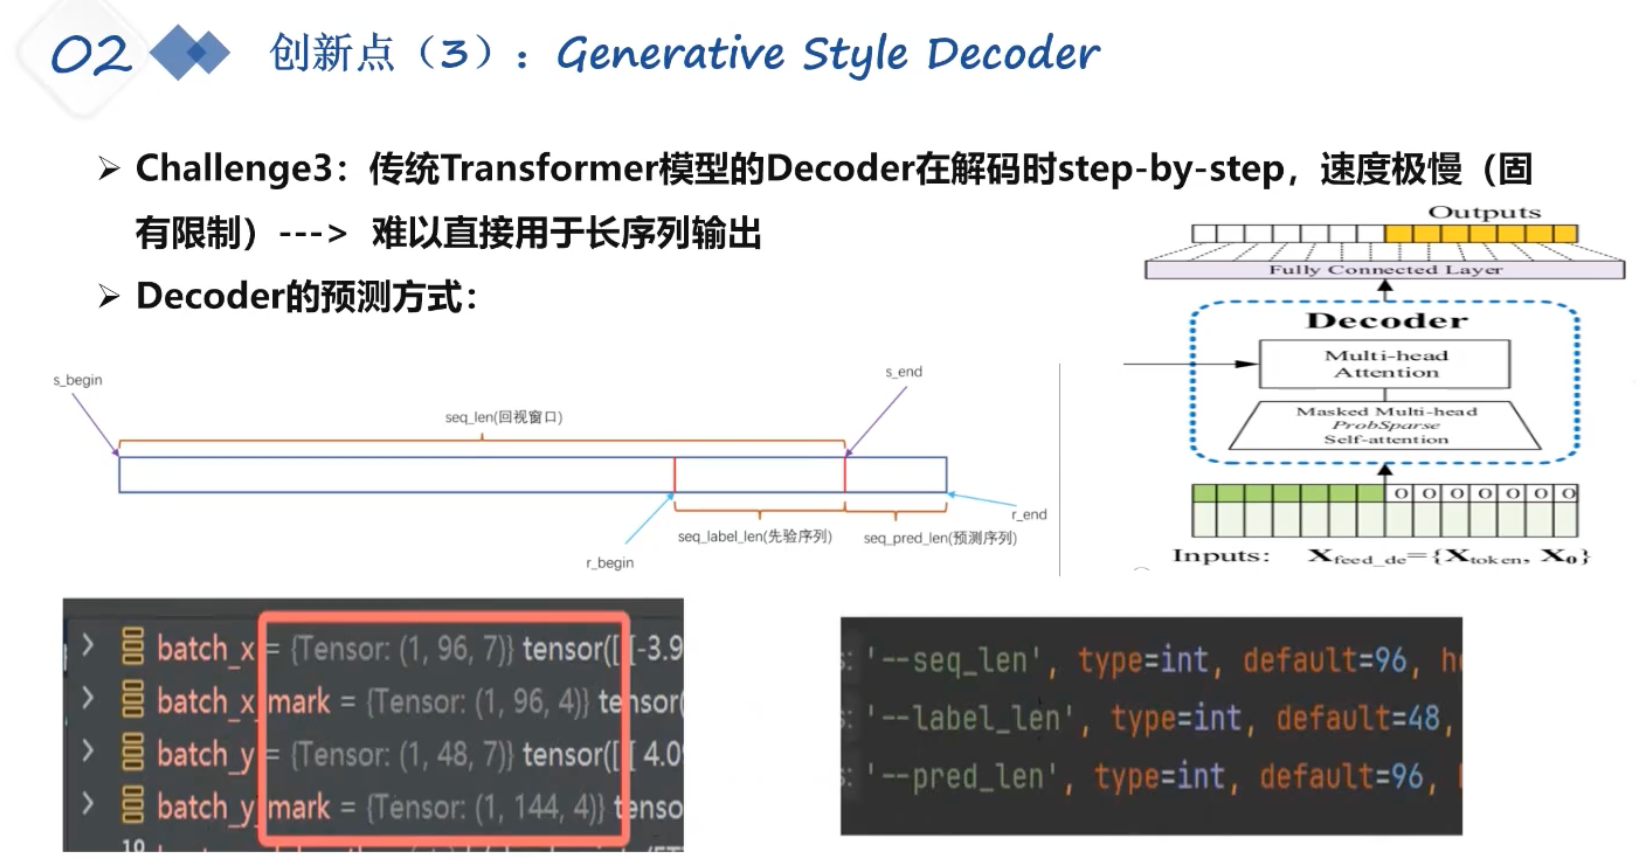 02 创新点（3）：Generative Style Decoder
➢ Challenge3：传统Transformer模型的Decoder在解码时step-by-step，速度极慢（固
有限制）---> 难以直接用于长序列输出
➢ Decoder的预测方式：
s_begin
s_end
seq_len(回视窗口)
r_end
seq_label_len(先验序列)
seq_pred_len(预测序列)
r_begin
Outputs
Fully Connected Layer
Decoder
Multi-head
Attention
Masked Multi-head
ProbSparse
Self-attention
0 0 0 0 0 0 0
Inputs: Xfeed_de={Xtoken, X0}
batch_x = {Tensor: (1, 96, 7)} tensor([[[-3.9
batch_x_mark = {Tensor: (1, 96, 4)} tensor(
batch_y = {Tensor: (1, 48, 7)} tensor([[[ 4.0
batch_y_mark = {Tensor: (1, 144, 4)} tenso
'--seq_len', type=int, default=96, h
'--label_len', type=int, default=48,
'--pred_len', type=int, default=96,